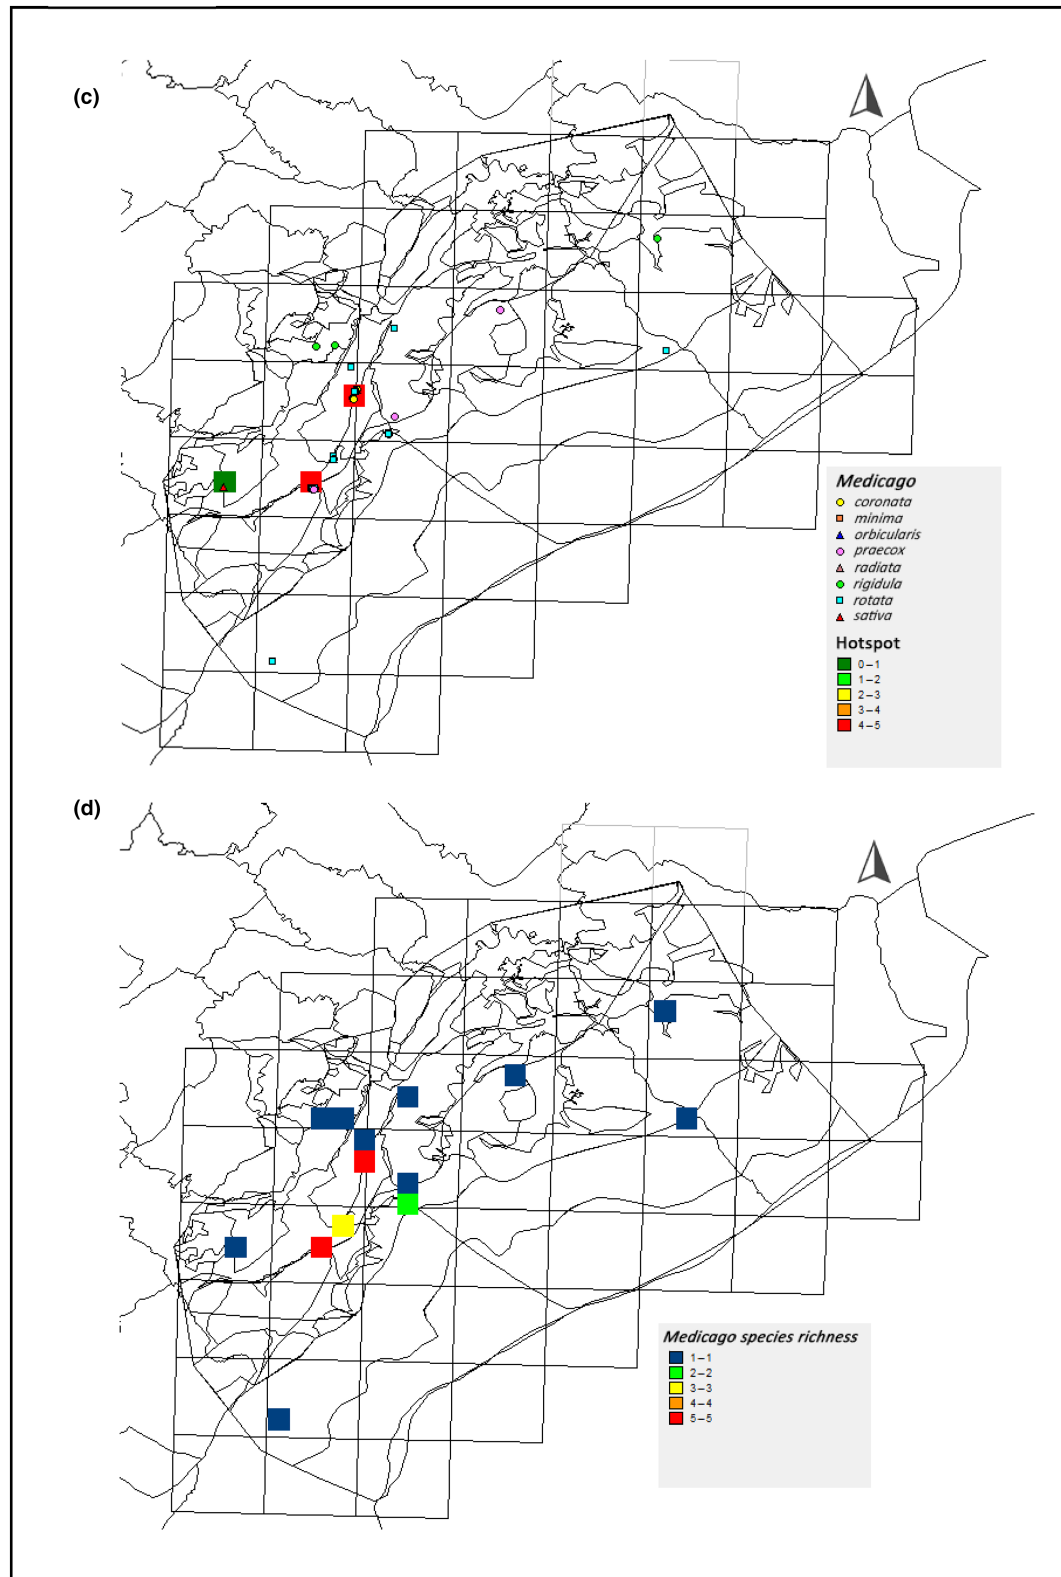 (c)
Medicago
coronata
minima
orbicularis
praecox
radiata
rigidula
rotata
sativa
Hotspot
0–1
1–2
2–3
3–4
4–5
(d)
Medicago species richness
1–1
2–2
3–3
4–4
5–5